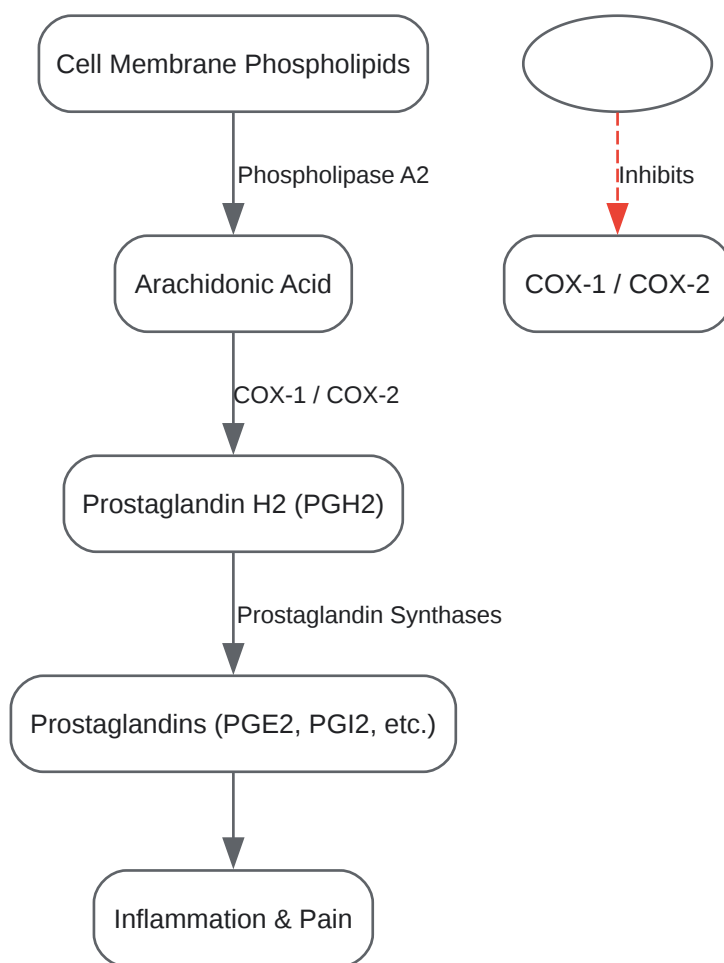 Cell Membrane Phospholipids
Phospholipase A2
Inhibits
Arachidonic Acid
COX-1 / COX-2
COX-1 / COX-2
Prostaglandin H2 (PGH2)
Prostaglandin Synthases
Prostaglandins (PGE2, PGI2, etc.)
Inflammation & Pain